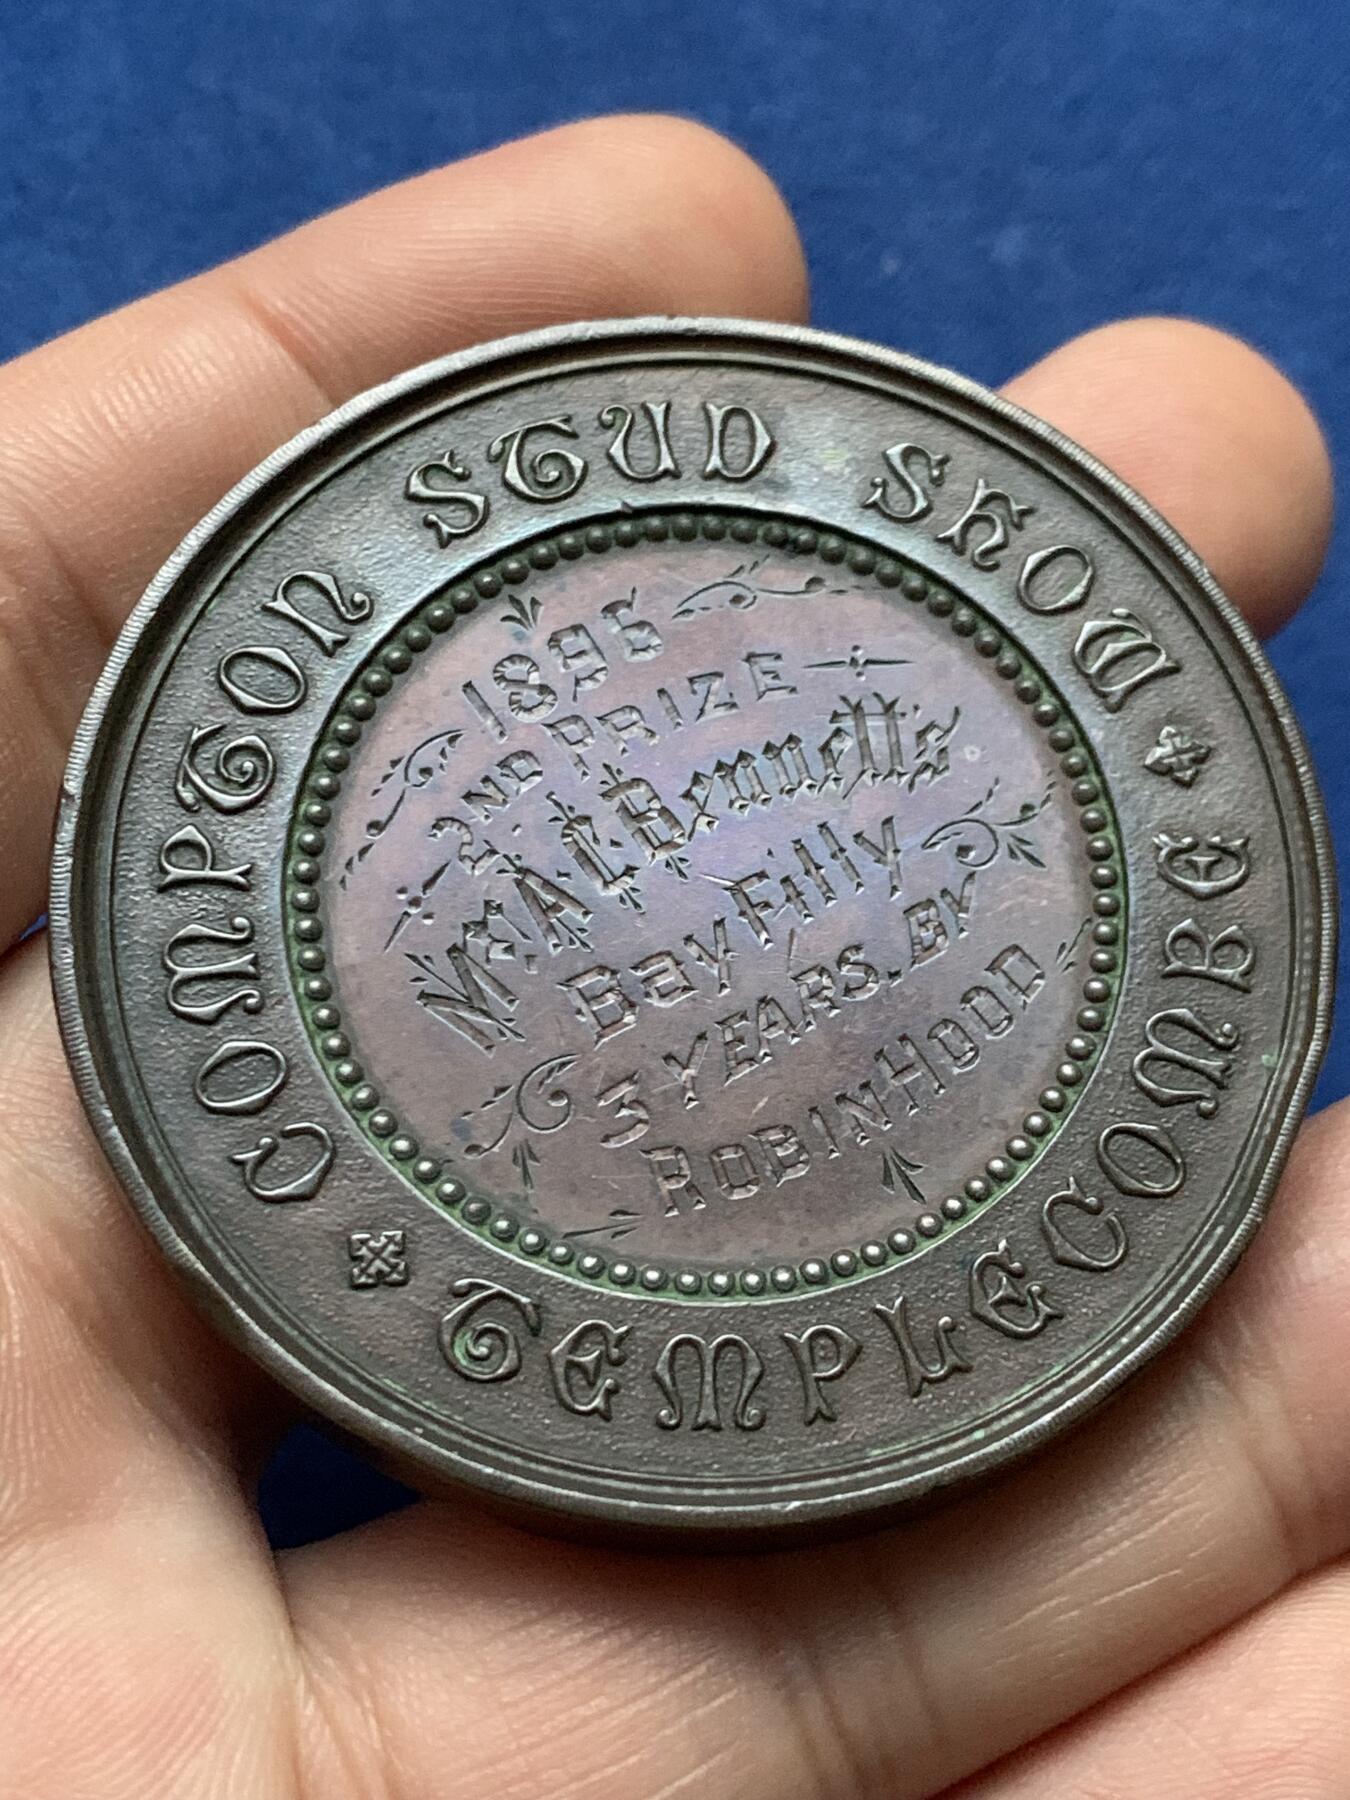 COMPTON STUD SHOW
TEMPLECOMBE
1896
2ND PRIZE
Mr. A. C. Bennett's
Bay Filly
3 YEARS. BY
ROBIN HOOD